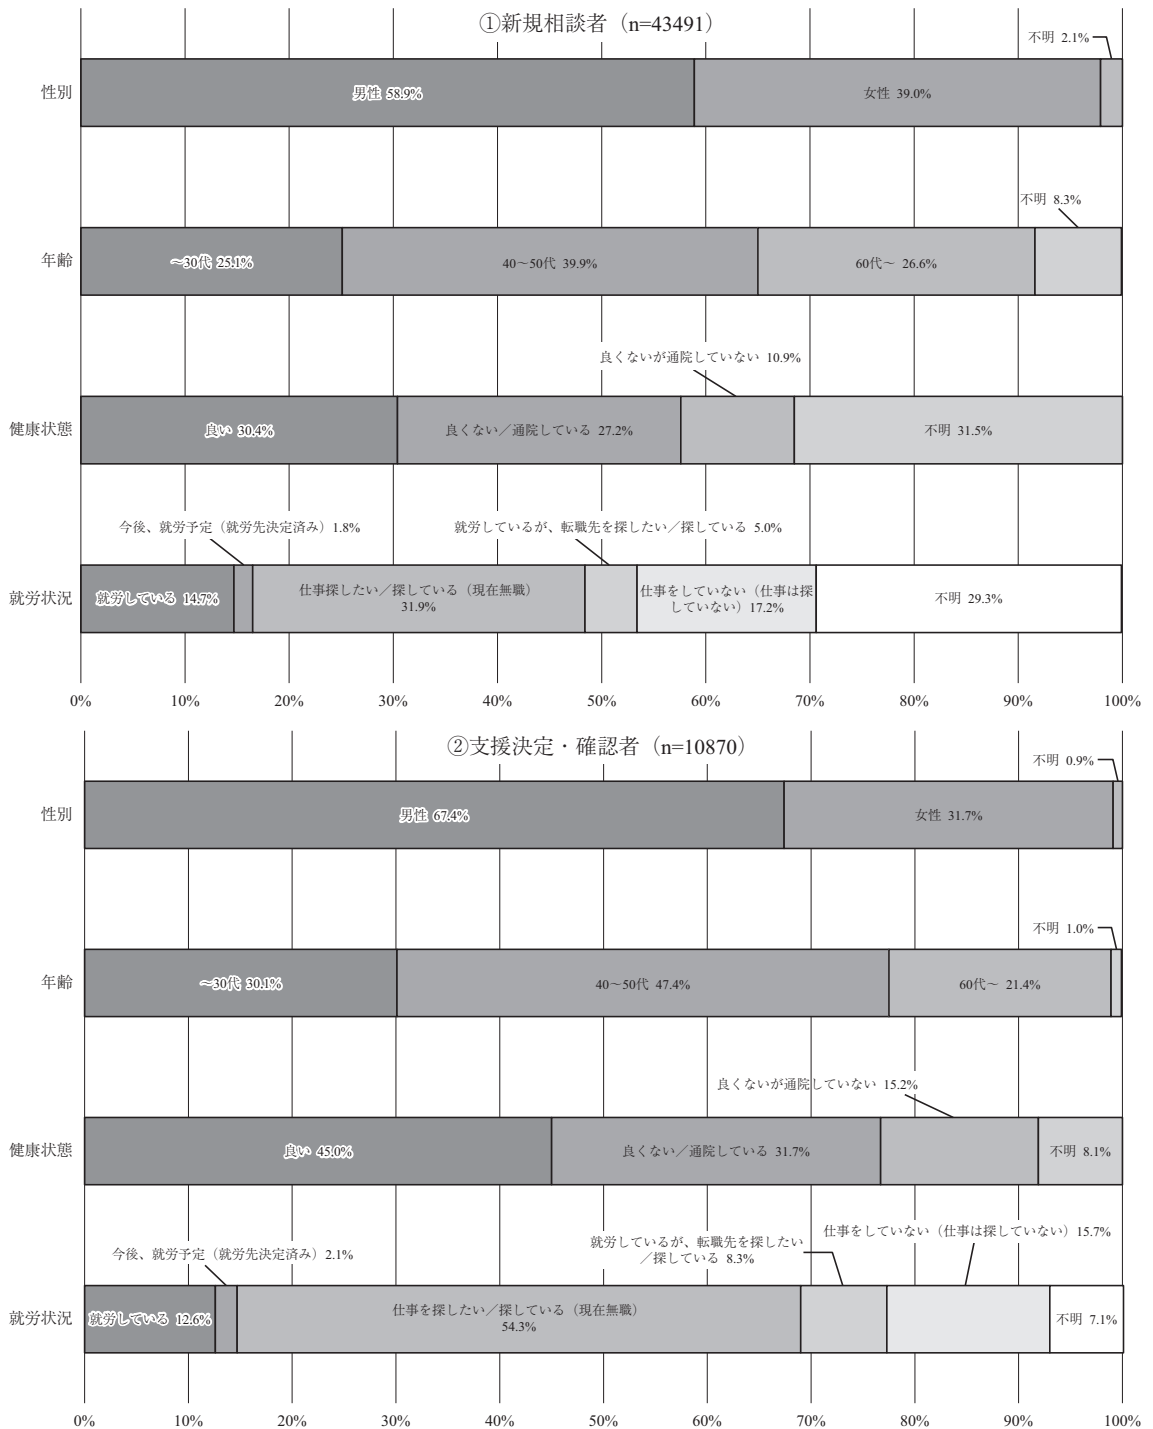 ①新規相談者（n=43491）
不明 2.1%
性別
男性 58.9%
女性 39.0%
不明 8.3%
年齢
～30代 25.1%
40～50代 39.9%
60代～ 26.6%
良くないが通院していない 10.9%
健康状態
良い 30.4%
良くない／通院している 27.2%
不明 31.5%
今後、就労予定（就労先決定済み）1.8%
就労しているが、転職先を探したい／探している 5.0%
就労状況
就労している 14.7%
仕事探したい／探している（現在無職）
31.9%
仕事をしていない（仕事は探
していない）17.2%
不明 29.3%
0% 10% 20% 30% 40% 50% 60% 70% 80% 90% 100%
②支援決定・確認者（n=10870）
不明 0.9%
性別
男性 67.4%
女性 31.7%
不明 1.0%
年齢
～30代 30.1%
40～50代 47.4%
60代～ 21.4%
良くないが通院していない 15.2%
健康状態
良い 45.0%
良くない／通院している 31.7%
不明 8.1%
今後、就労予定（就労先決定済み）2.1%
就労しているが、転職先を探したい
／探している 8.3%
仕事をしていない（仕事は探していない）15.7%
就労状況
就労している 12.6%
仕事を探したい／探している（現在無職）
54.3%
不明 7.1%
0% 10% 20% 30% 40% 50% 60% 70% 80% 90% 100%